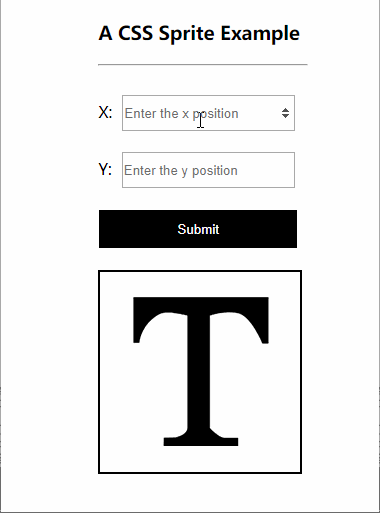 A CSS Sprite Example
X: Enter the x position
Y: Enter the y position
Submit
T